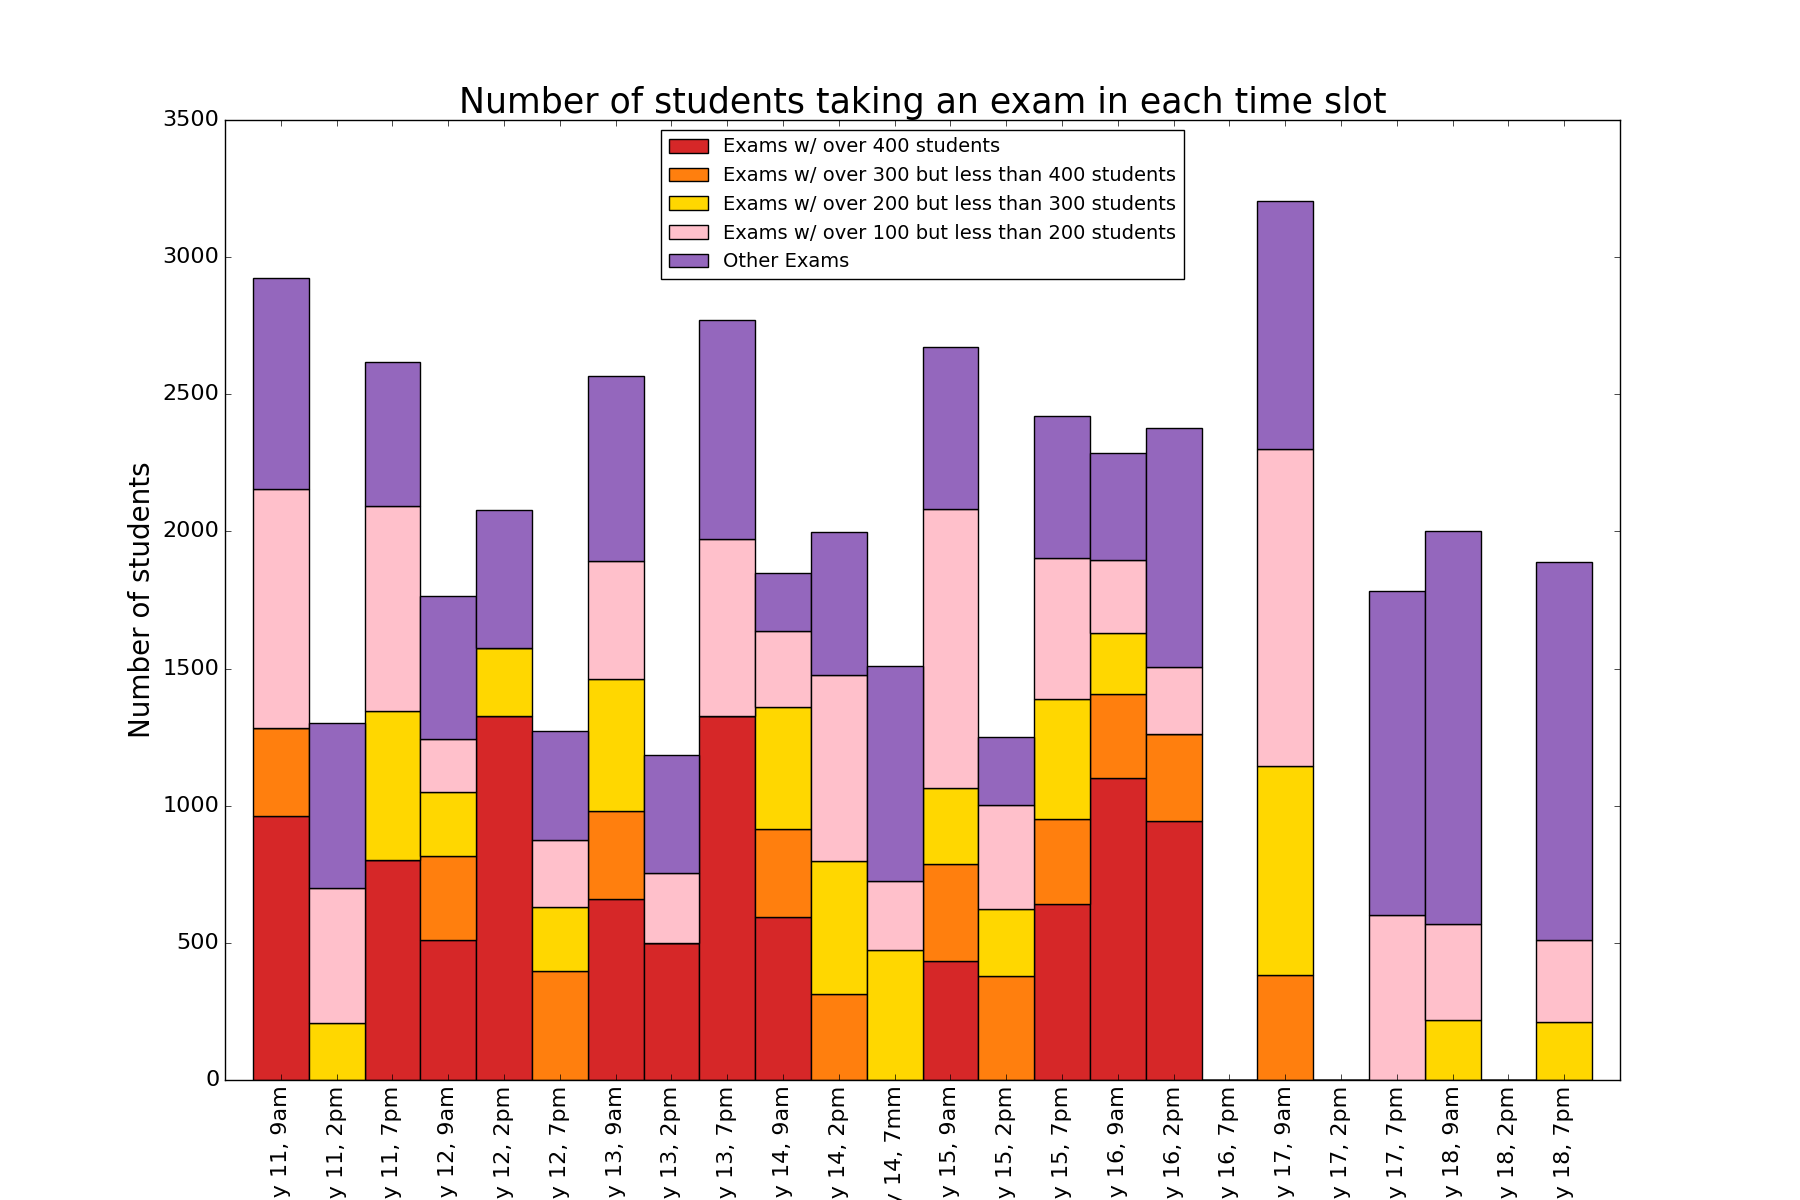 Number of students taking an exam in each time slot
3500
3000
2500
2000
1500
1000
500
0
Number of students
Exams w/ over 400 students
Exams w/ over 300 but less than 400 students
Exams w/ over 200 but less than 300 students
Exams w/ over 100 but less than 200 students
Other Exams
y 11, 9am
y 11, 2pm
y 11, 7pm
y 12, 9am
y 12, 2pm
y 12, 7pm
y 13, 9am
y 13, 2pm
y 13, 7pm
y 14, 9am
y 14, 2pm
y 14, 7mm
y 15, 9am
y 15, 2pm
y 15, 7pm
y 16, 9am
y 16, 2pm
y 16, 7pm
y 17, 9am
y 17, 2pm
y 17, 7pm
y 18, 9am
y 18, 2pm
y 18, 7pm